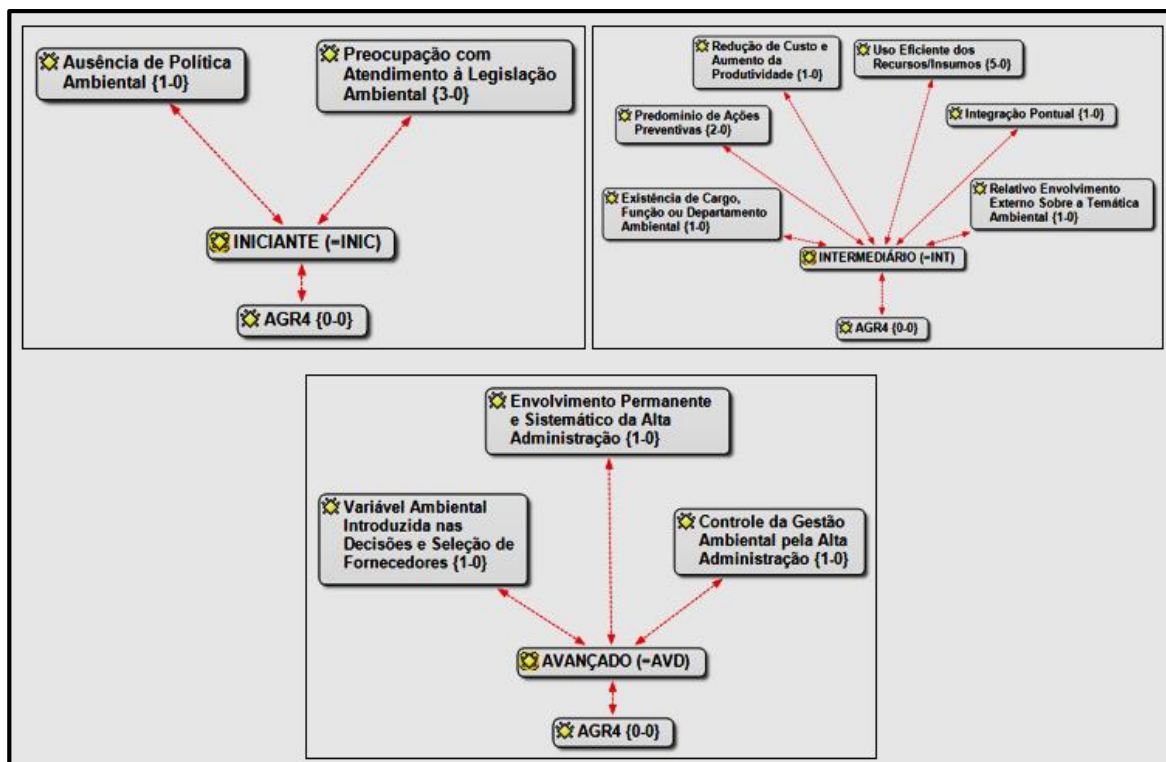 Ausência de Política
Ambiental {1-0}
Preocupação com
Atendimento à Legislação
Ambiental {3-0}
INICIANTE (=INIC)
AGR4 {0-0}
Redução de Custo e
Aumento da
Produtividade {1-0}
Uso Eficiente dos
Recursos/Insumos {5-0}
Predomínio de Ações
Preventivas {2-0}
Integração Pontual {1-0}
Existência de Cargo,
Função ou Departamento
Ambiental {1-0}
Relativo Envolvimento
Externo Sobre a Temática
Ambiental {1-0}
INTERMEDIÁRIO (=INT)
AGR4 {0-0}
Envolvimento Permanente
e Sistemático da Alta
Administração {1-0}
Variável Ambiental
Introduzida nas
Decisões e Seleção de
Fornecedores {1-0}
Controle da Gestão
Ambiental pela Alta
Administração {1-0}
AVANÇADO (=AVD)
AGR4 {0-0}